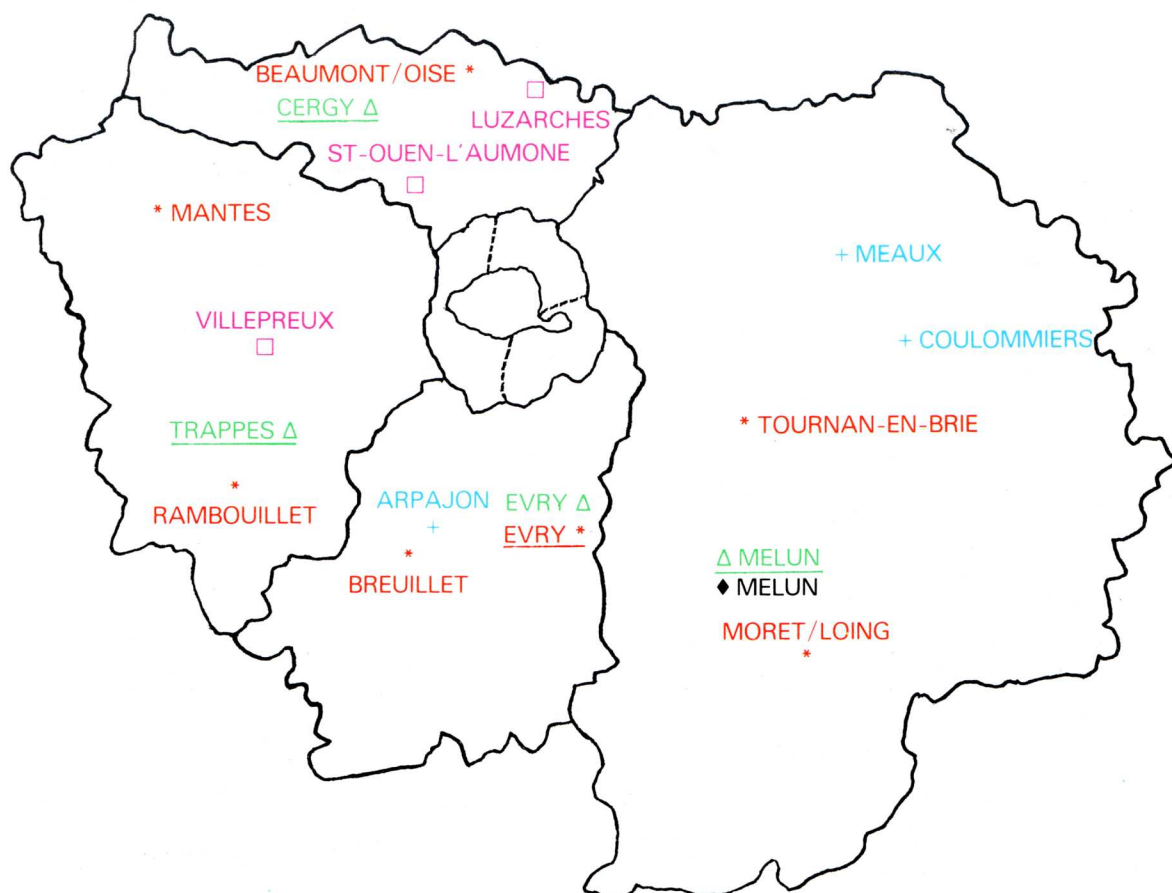 BEAUMONT/OISE *
CERGY Δ
□
LUZARCHES
ST-OUEN-L'AUMONE
□
* MANTES
+ MEAUX
VILLEPREUX
□
+ COULOMMIERS
TRAPPES Δ
* TOURNAN-EN-BRIE
*
RAMBOUILLET
ARPAJON
+
EVRY Δ
EVRY *
*
BREUILLET
Δ MELUN
♦ MELUN
MORET/LOING
*